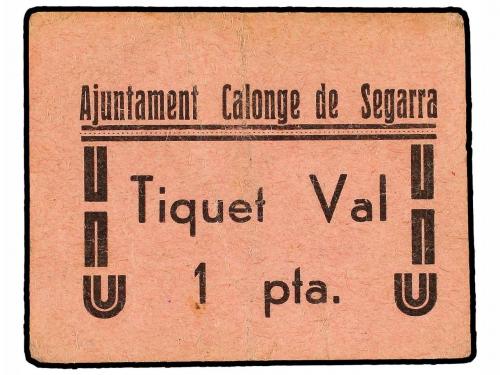 Ajuntament Calonge de Segarra
Tiquet Val
1 pta.